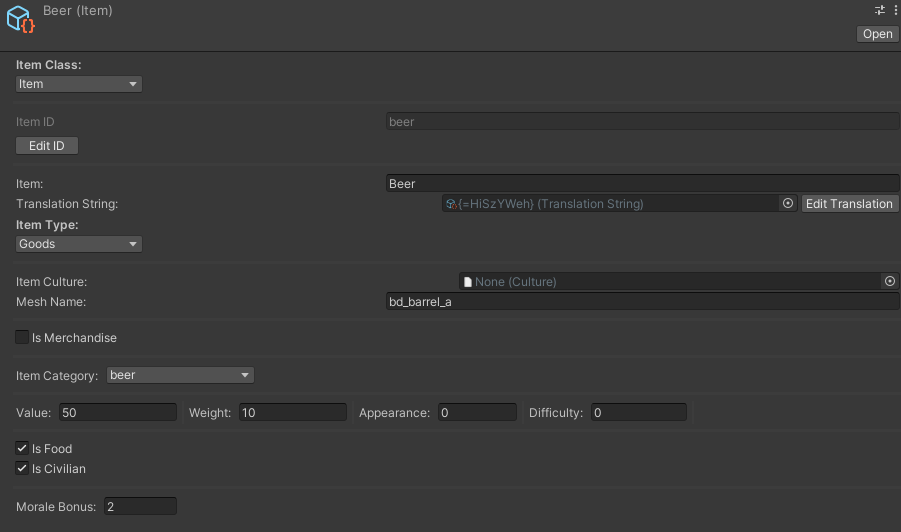 Beer (Item)
Open
Item Class:
Item
Item ID beer
Edit ID
Item: Beer
Translation String: {=HiSzYWeh} (Translation String) Edit Translation
Item Type:
Goods
Item Culture: None (Culture)
Mesh Name: bd_barrel_a
Is Merchandise
Item Category: beer
Value: 50 Weight: 10 Appearance: 0 Difficulty: 0
Is Food
Is Civilian
Morale Bonus: 2